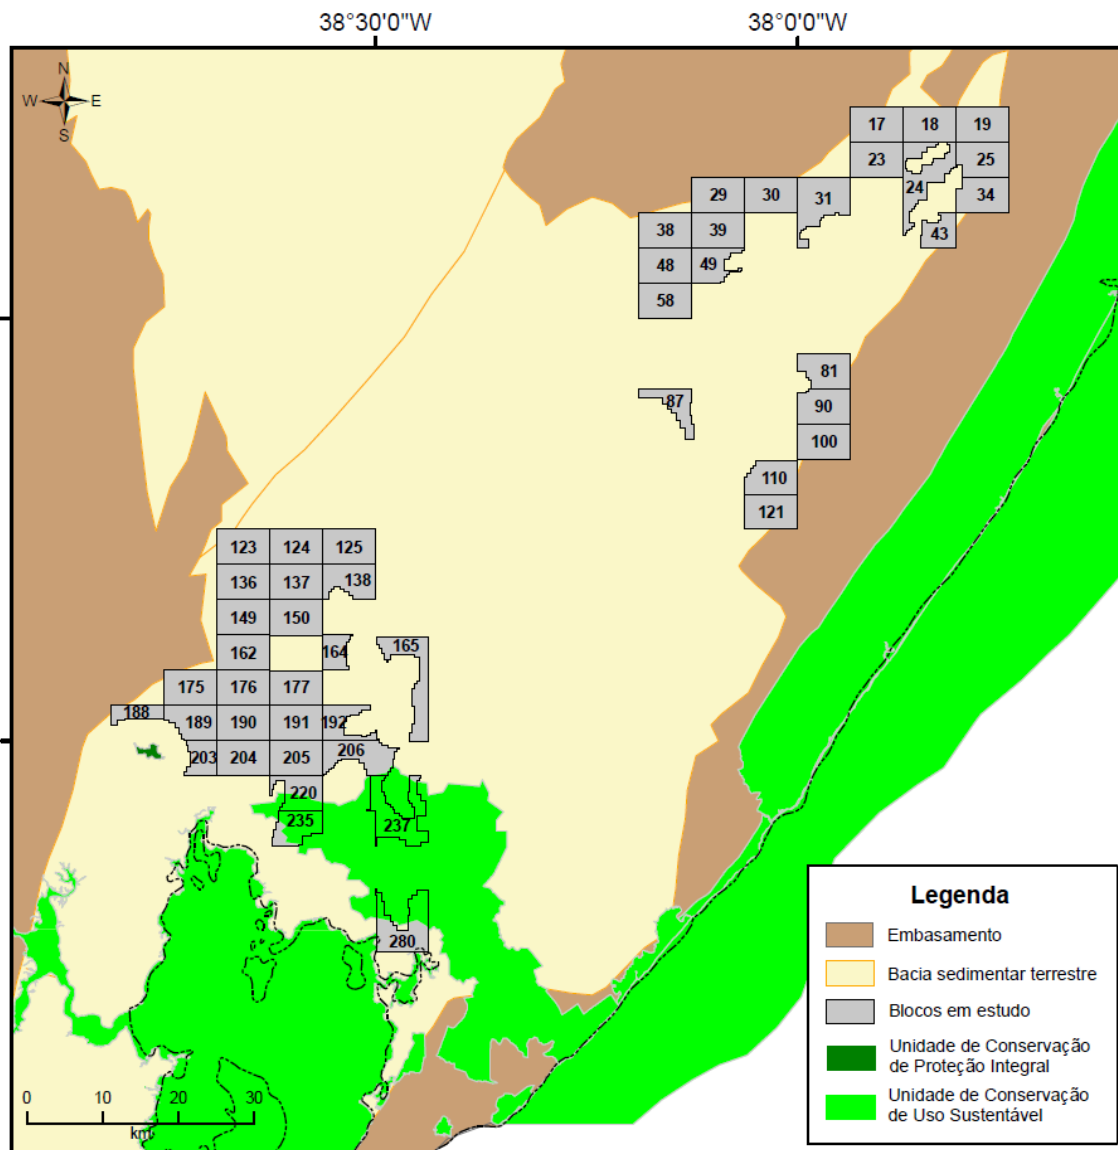 38°30'0"W 38°0'0"W
N
W E
S
17 18 19
23 25
24
29 30 31 34
38 39 43
48 49
58
81
87 90
100
110
121
123 124 125
136 137 138
149 150
162 164 165
175 176 177
188 189 190 191 192
203 204 205 206
220
235 237
280
Legenda
Embasamento
Bacia sedimentar terrestre
Blocos em estudo
Unidade de Conservação
de Proteção Integral
Unidade de Conservação
de Uso Sustentável
0 10 20 30
km